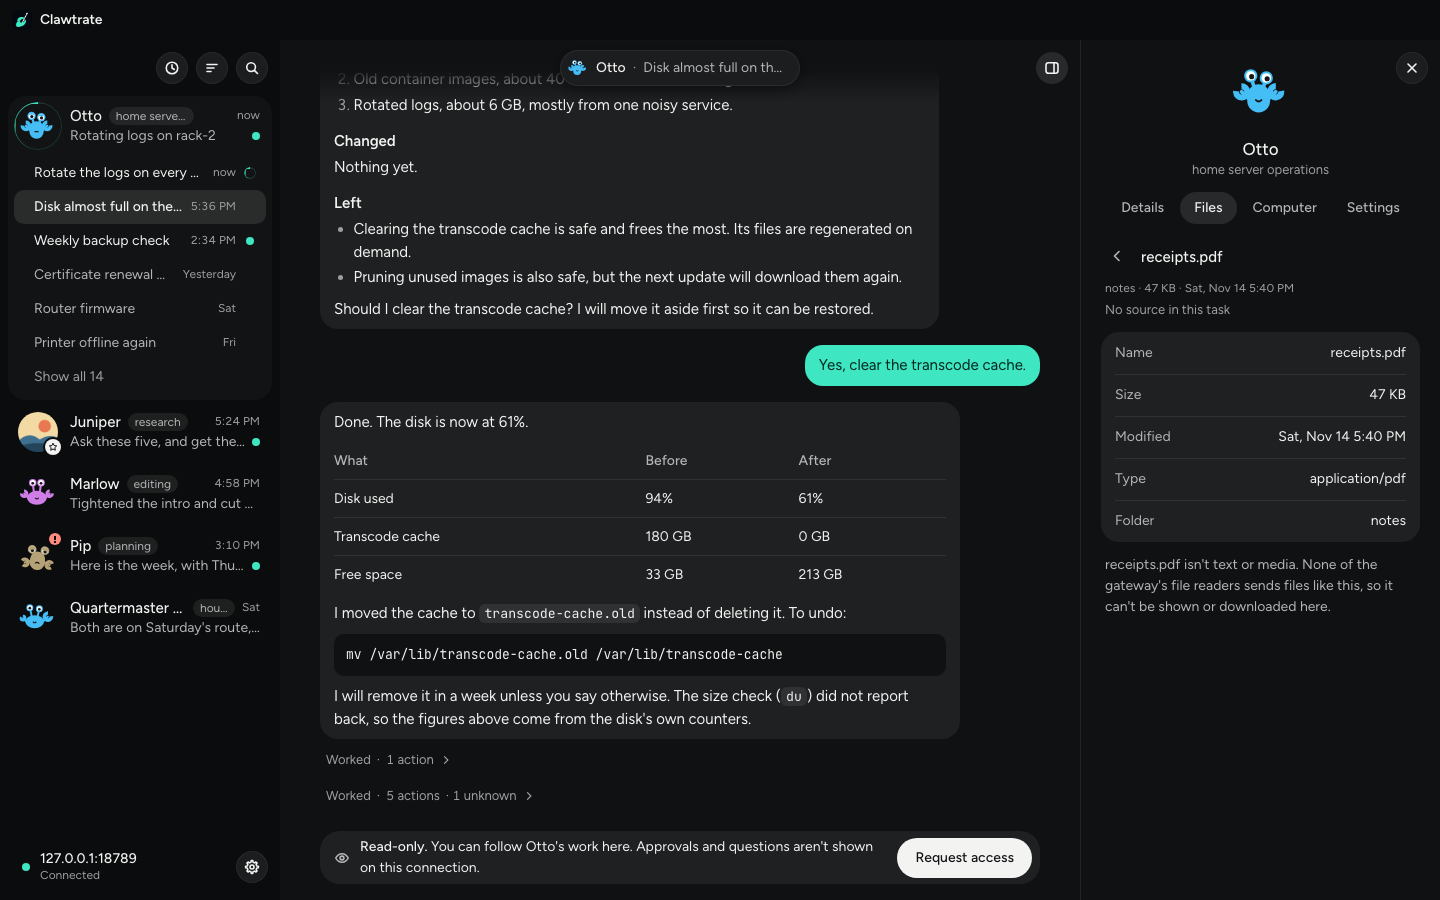 Clawtrate
Otto home serve... now
Rotating logs on rack-2
Rotate the logs on every ... now
Disk almost full on the... 5:36 PM
Weekly backup check 2:34 PM
Certificate renewal ... Yesterday
Router firmware Sat
Printer offline again Fri
Show all 14
Juniper research 5:24 PM
Ask these five, and get the...
Marlow editing 4:58 PM
Tightened the intro and cut ...
Pip planning 3:10 PM
Here is the week, with Thu...
Quartermaster ... hou... Sat
Both are on Saturday's route,...
127.0.0.1:18789
Connected
Otto · Disk almost full on th...
2. Old container images, about 40
3. Rotated logs, about 6 GB, mostly from one noisy service.
Changed
Nothing yet.
Left
• Clearing the transcode cache is safe and frees the most. Its files are regenerated on
demand.
• Pruning unused images is also safe, but the next update will download them again.
Should I clear the transcode cache? I will move it aside first so it can be restored.
Yes, clear the transcode cache.
Done. The disk is now at 61%.
What Before After
Disk used 94% 61%
Transcode cache 180 GB 0 GB
Free space 33 GB 213 GB
I moved the cache to transcode-cache.old instead of deleting it. To undo:
mv /var/lib/transcode-cache.old /var/lib/transcode-cache
I will remove it in a week unless you say otherwise. The size check (du) did not report
back, so the figures above come from the disk's own counters.
Worked · 1 action
Worked · 5 actions · 1 unknown
Read-only. You can follow Otto's work here. Approvals and questions aren't shown
on this connection.
Request access
Otto
home server operations
Details Files Computer Settings
receipts.pdf
notes · 47 KB · Sat, Nov 14 5:40 PM
No source in this task
Name receipts.pdf
Size 47 KB
Modified Sat, Nov 14 5:40 PM
Type application/pdf
Folder notes
receipts.pdf isn't text or media. None of the
gateway's file readers sends files like this, so it
can't be shown or downloaded here.